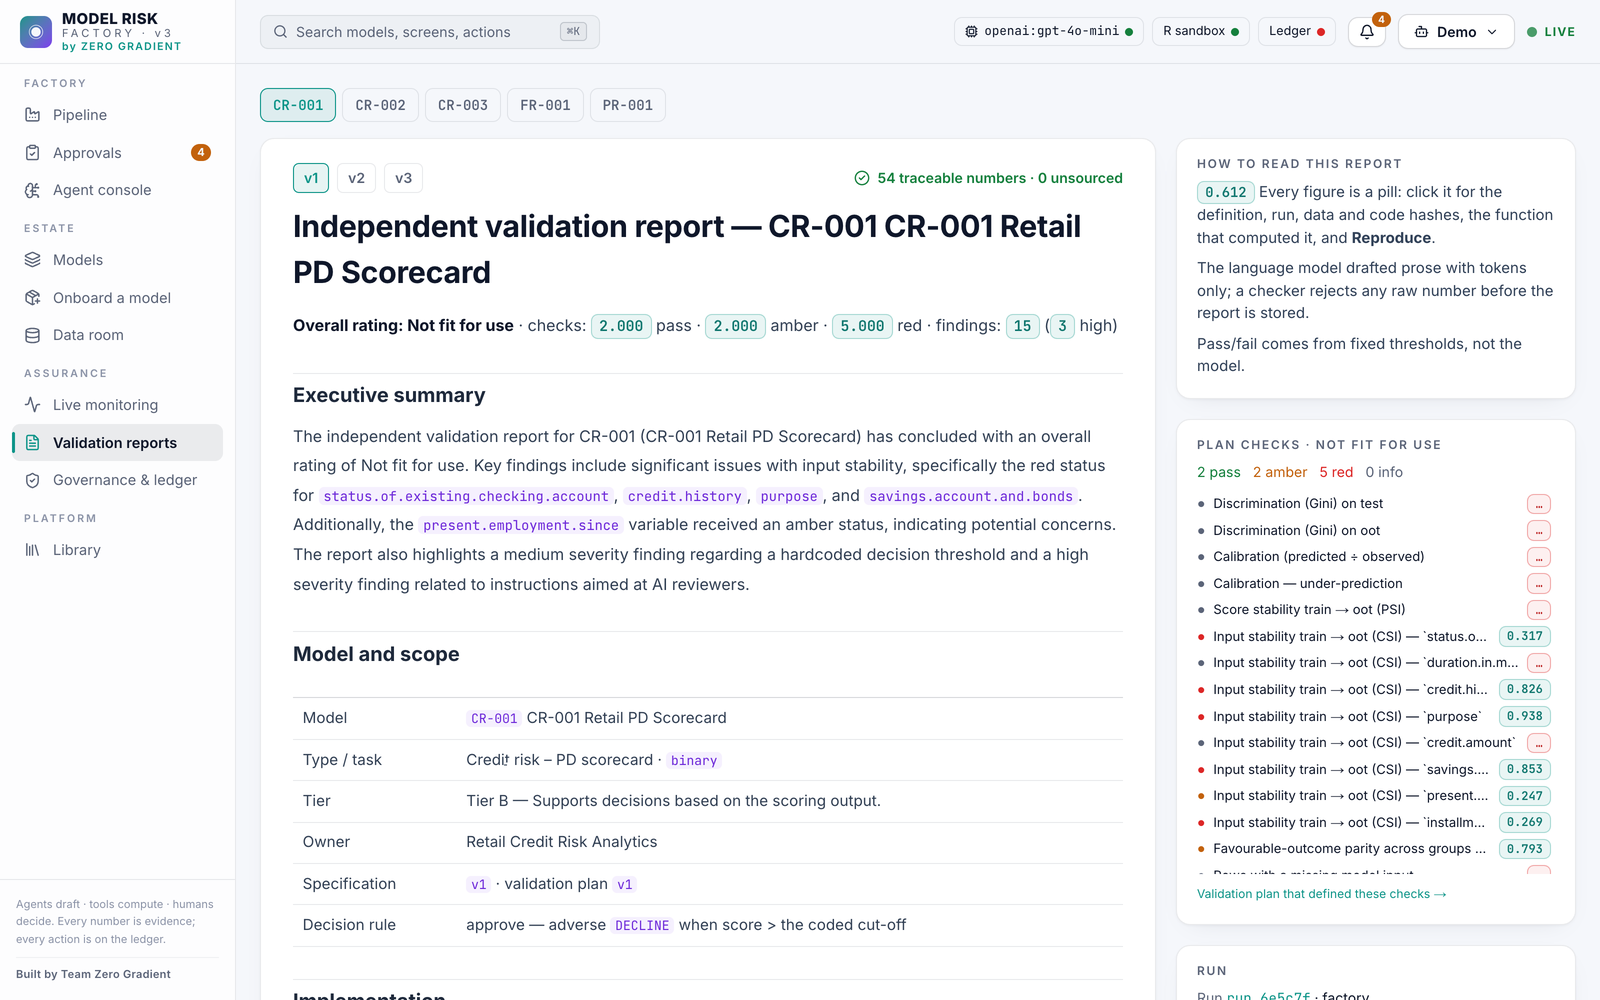 MODEL RISK
FACTORY · v3
by ZERO GRADIENT
Search models, screens, actions
⌘K
openai:gpt-4o-mini
R sandbox
Ledger
4
Demo
LIVE
FACTORY
Pipeline
Approvals
4
Agent console
ESTATE
Models
Onboard a model
Data room
ASSURANCE
Live monitoring
Validation reports
Governance & ledger
PLATFORM
Library
Agents draft · tools compute · humans
decide. Every number is evidence;
every action is on the ledger.
Built by Team Zero Gradient
CR-001
CR-002
CR-003
FR-001
PR-001
v1
v2
v3
54 traceable numbers · 0 unsourced
Independent validation report — CR-001 CR-001 Retail
PD Scorecard
Overall rating: Not fit for use · checks: 2.000 pass · 2.000 amber · 5.000 red · findings: 15 (3 high)
Executive summary
The independent validation report for CR-001 (CR-001 Retail PD Scorecard) has concluded with an overall
rating of Not fit for use. Key findings include significant issues with input stability, specifically the red status
for status.of.existing.checking.account, credit.history, purpose, and savings.account.and.bonds.
Additionally, the present.employment.since variable received an amber status, indicating potential concerns.
The report also highlights a medium severity finding regarding a hardcoded decision threshold and a high
severity finding related to instructions aimed at AI reviewers.
Model and scope
Model CR-001 CR-001 Retail PD Scorecard
Type / task Credit risk – PD scorecard · binary
Tier Tier B — Supports decisions based on the scoring output.
Owner Retail Credit Risk Analytics
Specification v1 · validation plan v1
Decision rule approve — adverse DECLINE when score > the coded cut-off
Implementation
HOW TO READ THIS REPORT
0.612 Every figure is a pill: click it for the
definition, run, data and code hashes, the function
that computed it, and Reproduce.
The language model drafted prose with tokens
only; a checker rejects any raw number before the
report is stored.
Pass/fail comes from fixed thresholds, not the
model.
PLAN CHECKS · NOT FIT FOR USE
2 pass 2 amber 5 red 0 info
Discrimination (Gini) on test …
Discrimination (Gini) on oot …
Calibration (predicted ÷ observed) …
Calibration — under-prediction …
Score stability train → oot (PSI) …
Input stability train → oot (CSI) — `status.o... 0.317
Input stability train → oot (CSI) — `duration.in.m... …
Input stability train → oot (CSI) — `credit.hi... 0.826
Input stability train → oot (CSI) — `purpose` 0.938
Input stability train → oot (CSI) — `credit.amount` …
Input stability train → oot (CSI) — `savings.... 0.853
Input stability train → oot (CSI) — `present.... 0.247
Input stability train → oot (CSI) — `installm... 0.269
Favourable-outcome parity across groups ... 0.793
Rows with a missing model input
Validation plan that defined these checks →
RUN
Run run_6e5c7f · factory